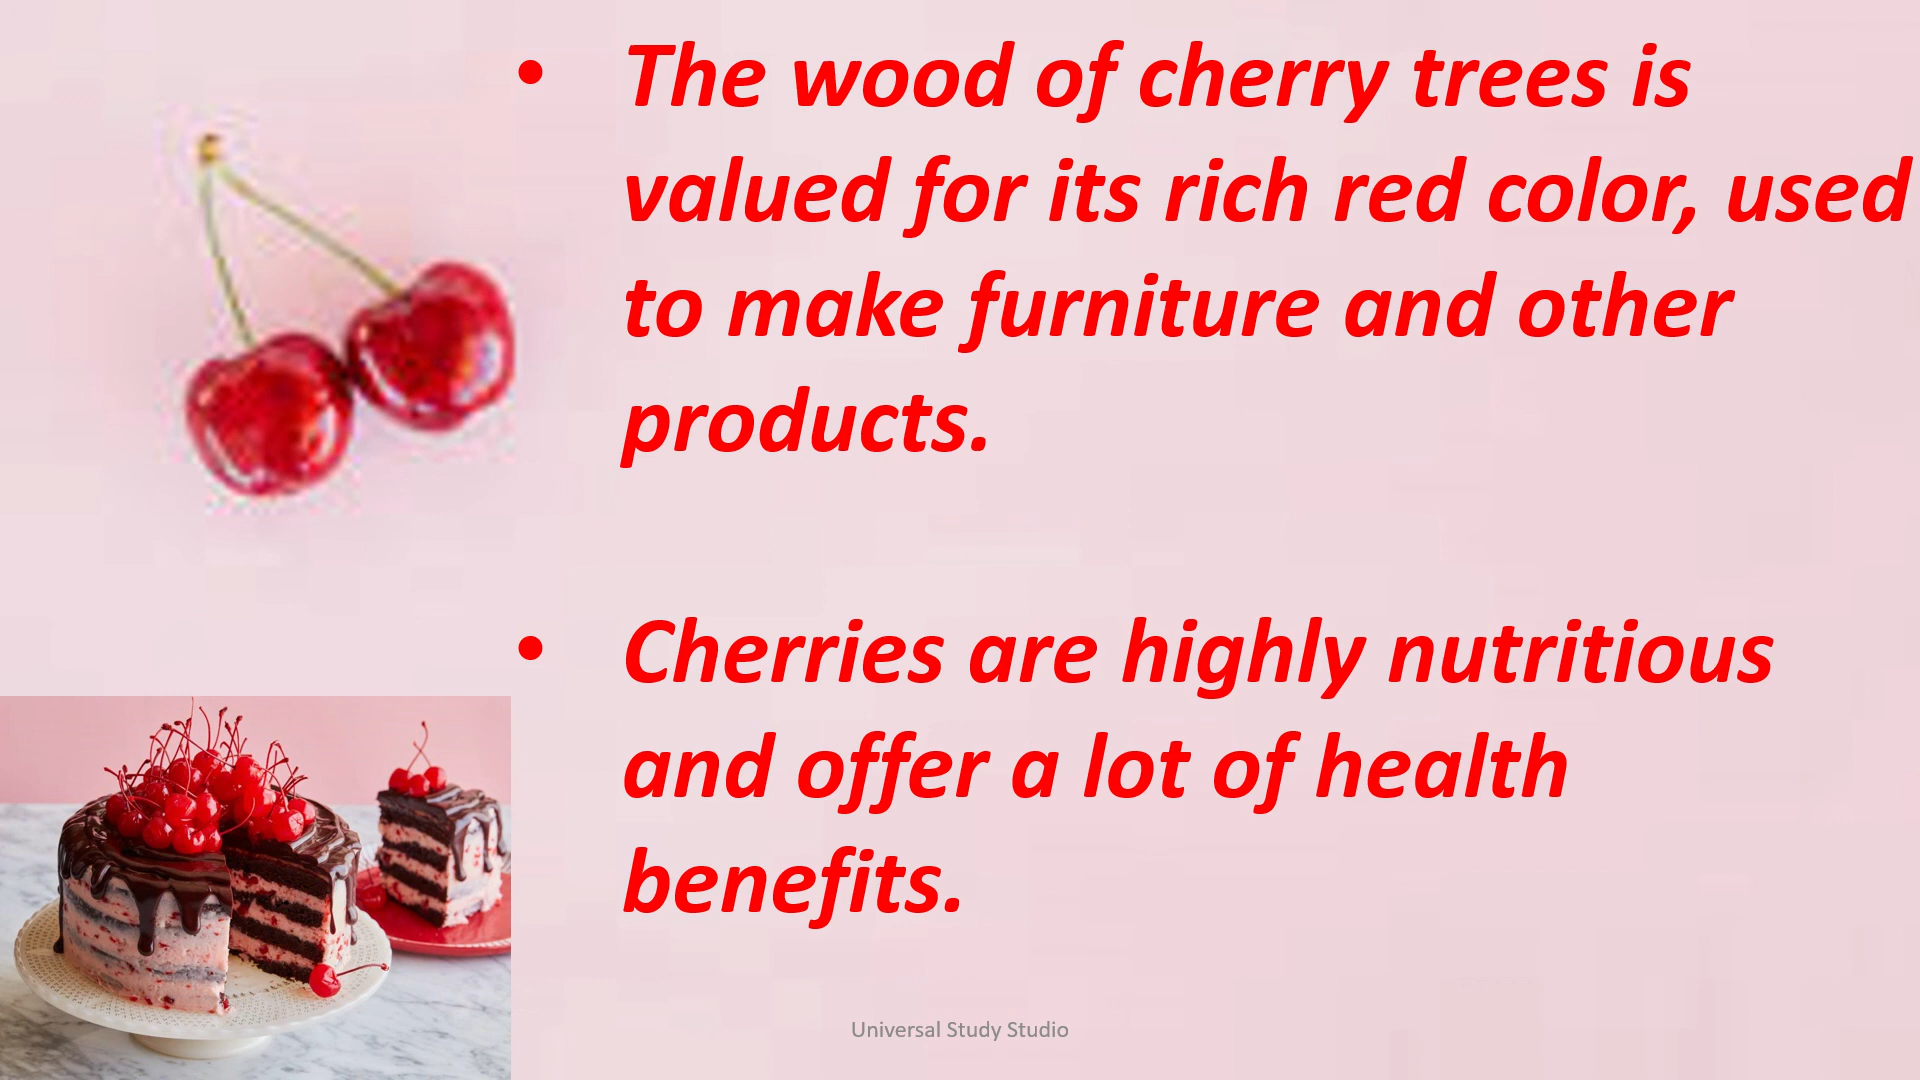 • The wood of cherry trees is
valued for its rich red color, used
to make furniture and other
products.
• Cherries are highly nutritious
and offer a lot of health
benefits.
Universal Study Studio